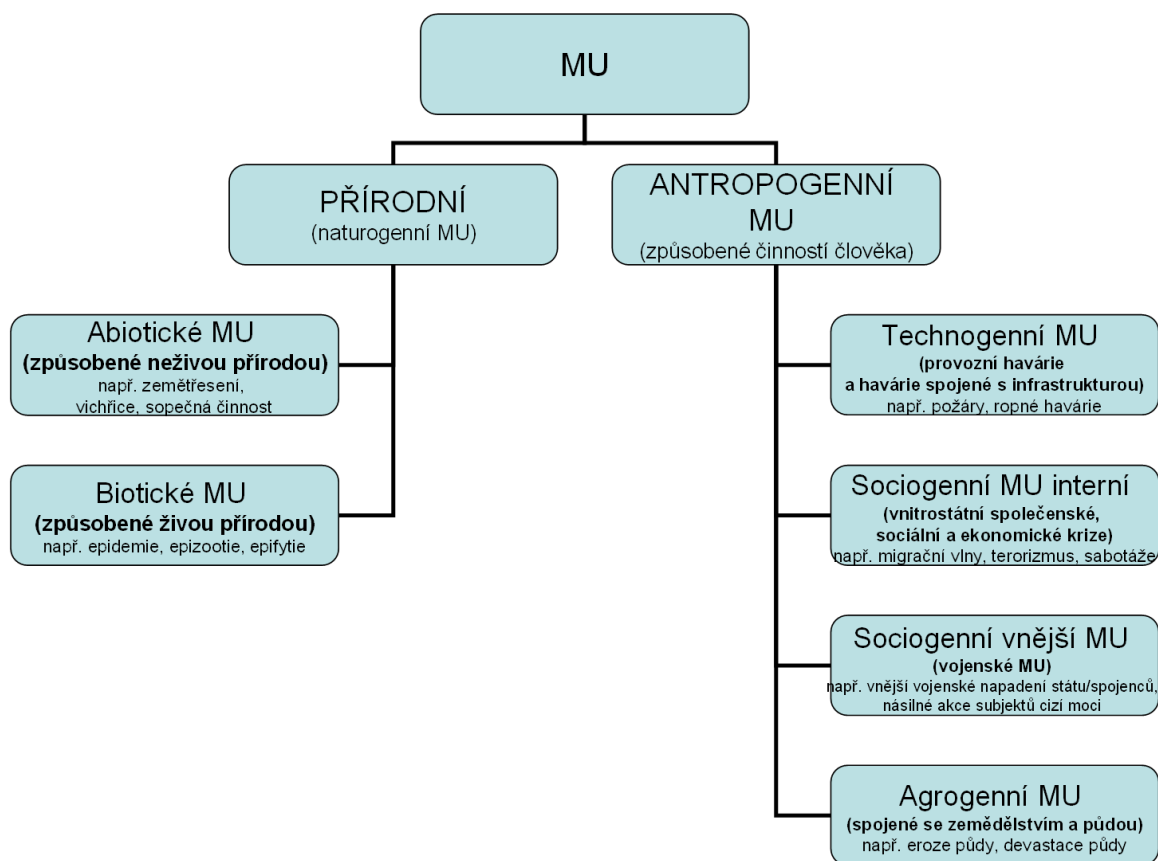 MU
PŘÍRODNÍ
(naturogenní MU)
ANTROPOGENNÍ
MU
(způsobené činností člověka)
Abiotické MU
(způsobené neživou přírodou)
např. zemětřesení,
vichřice, sopečná činnost
Biotické MU
(způsobené živou přírodou)
např. epidemie, epizootie, epifytie
Technogenní MU
(provozní havárie
a havárie spojené s infrastrukturou)
např. požáry, ropné havárie
Sociogenní MU interní
(vnitrostátní společenské,
sociální a ekonomické krize)
např. migrační vlny, terorizmus, sabotáže
Sociogenní vnější MU
(vojenské MU)
např. vnější vojenské napadení státu/spojenců,
násilné akce subjektů cizí moci
Agrogenní MU
(spojené se zemědělstvím a půdou)
např. eroze půdy, devastace půdy